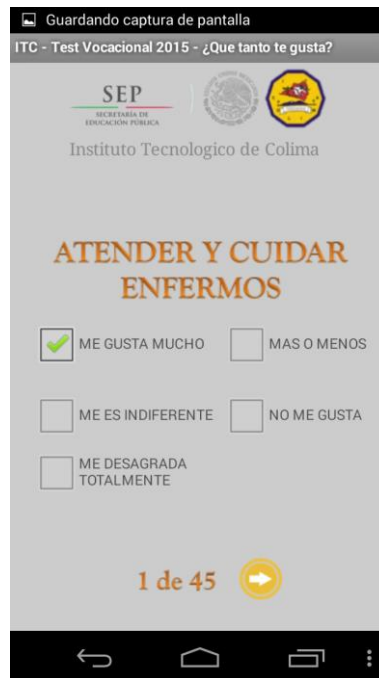 Guardando captura de pantalla
ITC - Test Vocacional 2015 - ¿Que tanto te gusta?
SEP
SECRETARÍA DE
EDUCACIÓN PÚBLICA
Instituto Tecnologico de Colima
ATENDER Y CUIDAR
ENFERMOS
ME GUSTA MUCHO
MAS O MENOS
ME ES INDIFERENTE
NO ME GUSTA
ME DESAGRADA
TOTALMENTE
1 de 45